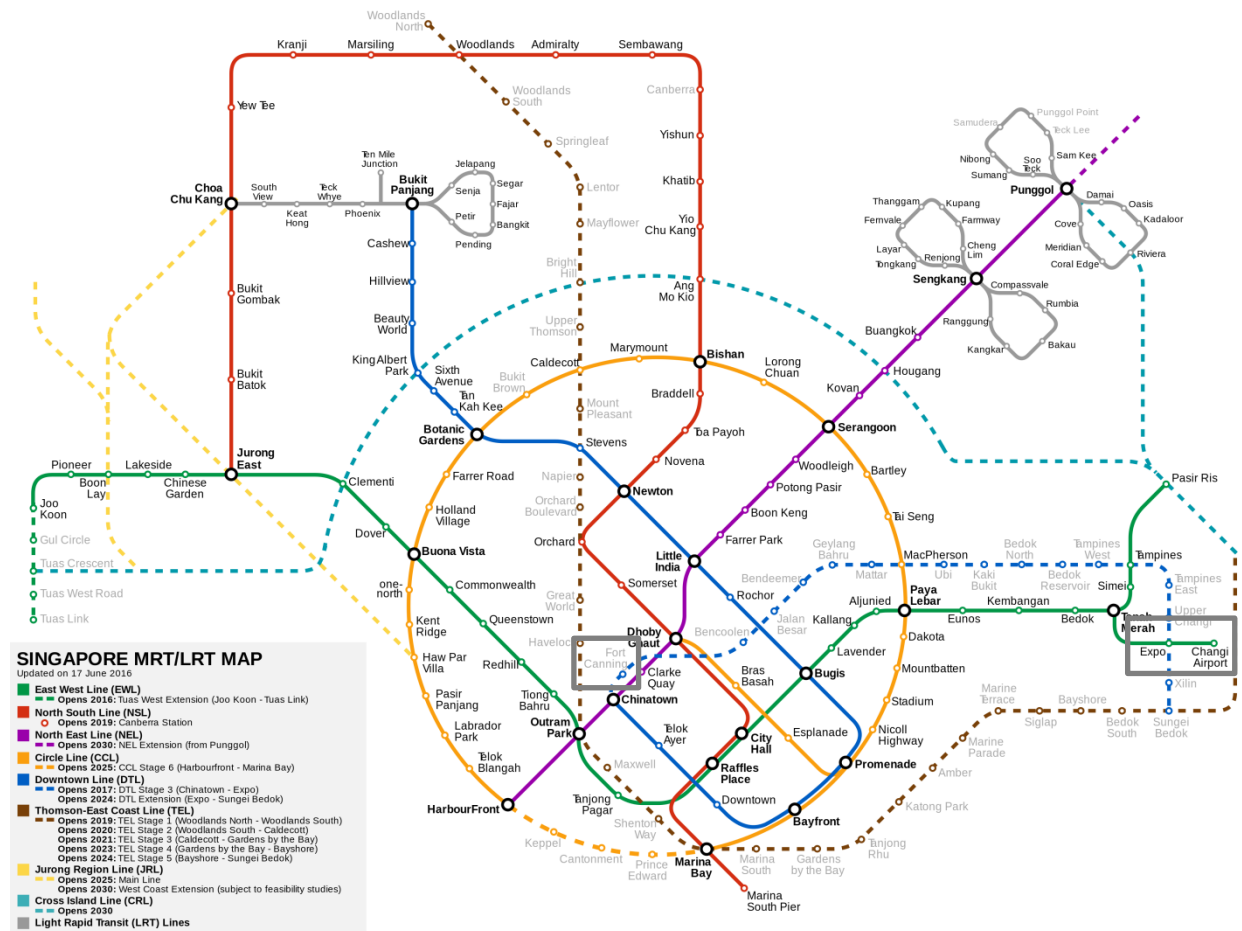 Woodlands
North
Kranji
Marsiling
Woodlands
Admiralty
Sembawang
Woodlands
South
Canberra
Yew Tee
Springleaf
Yishun
Samudera
Punggol Point
Teck Lee
Ten Mile
Junction
Bukit
Panjang
Jelapang
Senja
Segar
Fajar
Petir
Bangkit
Pending
Khatib
Nibong
Soo
Teck
Sam Kee
Sumang
Punggol
Choa
Chu Kang
South
View
Keat
Hong
Teck
Whye
Phoenix
Lentor
Mayflower
Yio
Chu Kang
Thanggam
Kupang
Fernvale
Farmway
Layar
Cheng
Lim
Tongkang
Renjong
Sengkang
Damai
Oasis
Cove
Kadaloor
Meridian
Coral Edge
Riviera
Cashew
Hillview
Bright
Hill
Ang
Mo Kio
Compassvale
Rumbia
Ranggung
Kangkar
Bakau
Bukit
Gombak
Beauty
World
Upper
Thomson
Buangkok
Hougang
King Albert
Park
Sixth
Avenue
Tan
Kah Kee
Bukit
Brown
Caldecott
Marymount
Bishan
Lorong
Chuan
Kovan
Bukit
Batok
Botanic
Gardens
Mount
Pleasant
Braddell
Serangoon
Stevens
Toa Payoh
Jurong
East
Pioneer
Boon
Lay
Lakeside
Chinese
Garden
Clementi
Farrer Road
Napier
Novena
Woodleigh
Bartley
Pasir Ris
Joo
Koon
Holland
Village
Orchard
Boulevard
Newton
Potong Pasir
Boon Keng
Tai Seng
Gul Circle
Dover
Buona Vista
Orchard
Little
India
Farrer Park
Geylang
Bahru
Mattar
MacPherson
Ubi
Bedok
North
Kaki
Bukit
Tampines
West
Bedok
Reservoir
Tampines
Tuas Crescent
one-
north
Commonwealth
Somerset
Bendeemer
Simei
Tampines
East
Tuas West Road
Great
World
Rochor
Jalan
Besar
Aljunied
Paya
Lebar
Kembangan
Eunos
Bedok
Tanah
Merah
Upper
Changi
Tuas Link
Kent
Ridge
Queenstown
Havelock
Dhoby
Ghaut
Bencoolen
Kallang
Dakota
Expo
Changi
Airport
Haw Par
Villa
Redhill
Fort
Canning
Clarke
Quay
Bras
Basah
Lavender
Bugis
Mountbatten
Xilin
Pasir
Panjang
Tiong
Bahru
Chinatown
Stadium
Marine
Terrace
Siglap
Bayshore
Bedok
South
Sungei
Bedok
Labrador
Park
Outram
Park
Telok
Ayer
City
Hall
Esplanade
Nicoll
Highway
Marine
Parade
Telok
Blangah
Maxwell
Raffles
Place
Promenade
Amber
HarbourFront
Tanjong
Pagar
Downtown
Bayfront
Katong Park
Shenton
Way
Keppel
Cantonment
Prince
Edward
Marina
Bay
Marina
South
Gardens
by the Bay
Tanjong
Rhu
Marina
South Pier
SINGAPORE MRT/LRT MAP
Updated on 17 June 2016
East West Line (EWL)
Opens 2016: Tuas West Extension (Joo Koon - Tuas Link)
North South Line (NSL)
Opens 2019: Canberra Station
North East Line (NEL)
Opens 2030: NEL Extension (from Punggol)
Circle Line (CCL)
Opens 2025: CCL Stage 6 (Harbourfront - Marina Bay)
Downtown Line (DTL)
Opens 2017: DTL Stage 3 (Chinatown - Expo)
Opens 2024: DTL Extension (Expo - Sungei Bedok)
Thomson-East Coast Line (TEL)
Opens 2019: TEL Stage 1 (Woodlands North - Woodlands South)
Opens 2020: TEL Stage 2 (Woodlands South - Caldecott)
Opens 2021: TEL Stage 3 (Caldecott - Gardens by the Bay)
Opens 2023: TEL Stage 4 (Gardens by the Bay - Bayshore)
Opens 2024: TEL Stage 5 (Bayshore - Sungei Bedok)
Jurong Region Line (JRL)
Opens 2025: Main Line
Opens 2030: West Coast Extension (subject to feasibility studies)
Cross Island Line (CRL)
Opens 2030
Light Rapid Transit (LRT) Lines